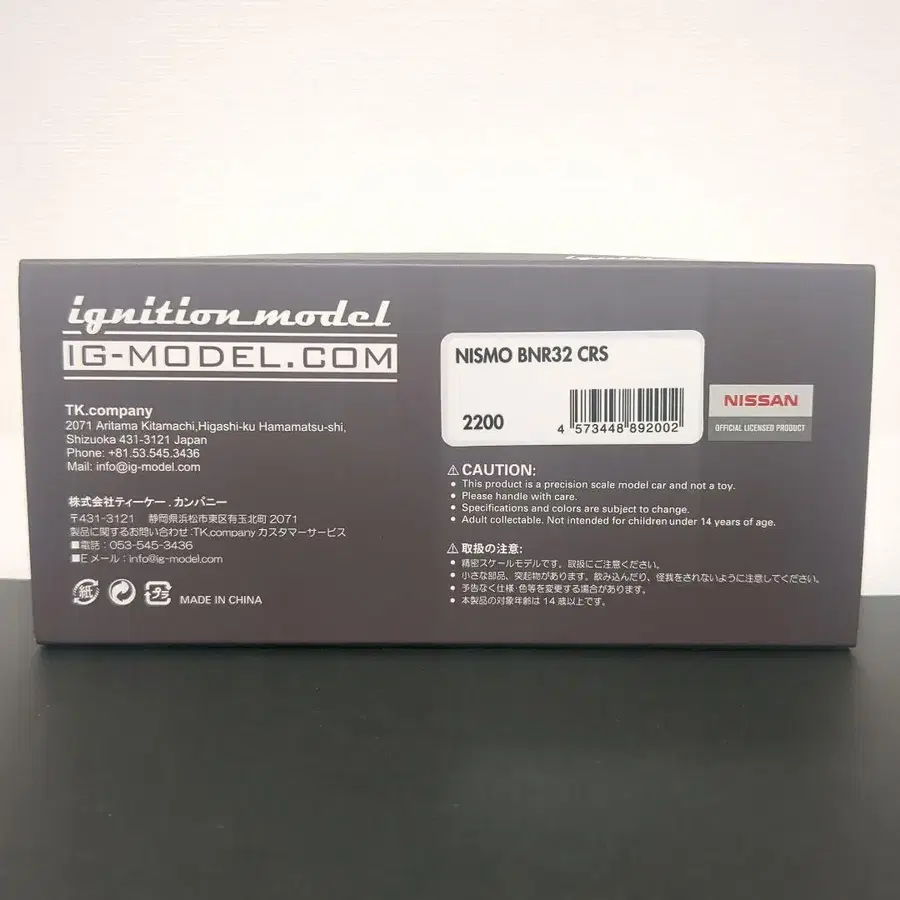 ignition model
IG-MODEL.COM
TK.company
2071 Aritama Kitamachi,Higashi-ku Hamamatsu-shi,
Shizuoka 431-3121 Japan
Phone: +81.53.545.3436
Mail: info@ig-model.com
株式会社ティーケー.カンパニー
〒431-3121 静岡県浜松市東区有玉北町 2071
製品に関するお問い合わせ:TK.company カスタマーサービス
■電話:053-545-3436
■Eメール:info@ig-model.com
紙
プラ
MADE IN CHINA
NISMO BNR32 CRS
2200
4 573448 892002
NISSAN
OFFICIAL LICENSED PRODUCT
⚠ CAUTION:
• This product is a precision scale model car and not a toy.
• Please handle with care.
• Specifications and colors are subject to change.
• Adult collectable. Not intended for children under 14 years of age.
⚠ 取扱の注意:
• 精密スケールモデルです。取扱にご注意ください。
• 小さな部品、突起物があります。飲み込んだり、怪我をされないように注意してください。
• 予告なく仕様・色等を変更する場合があります。
• 本製品の対象年齢は14歳以上です。